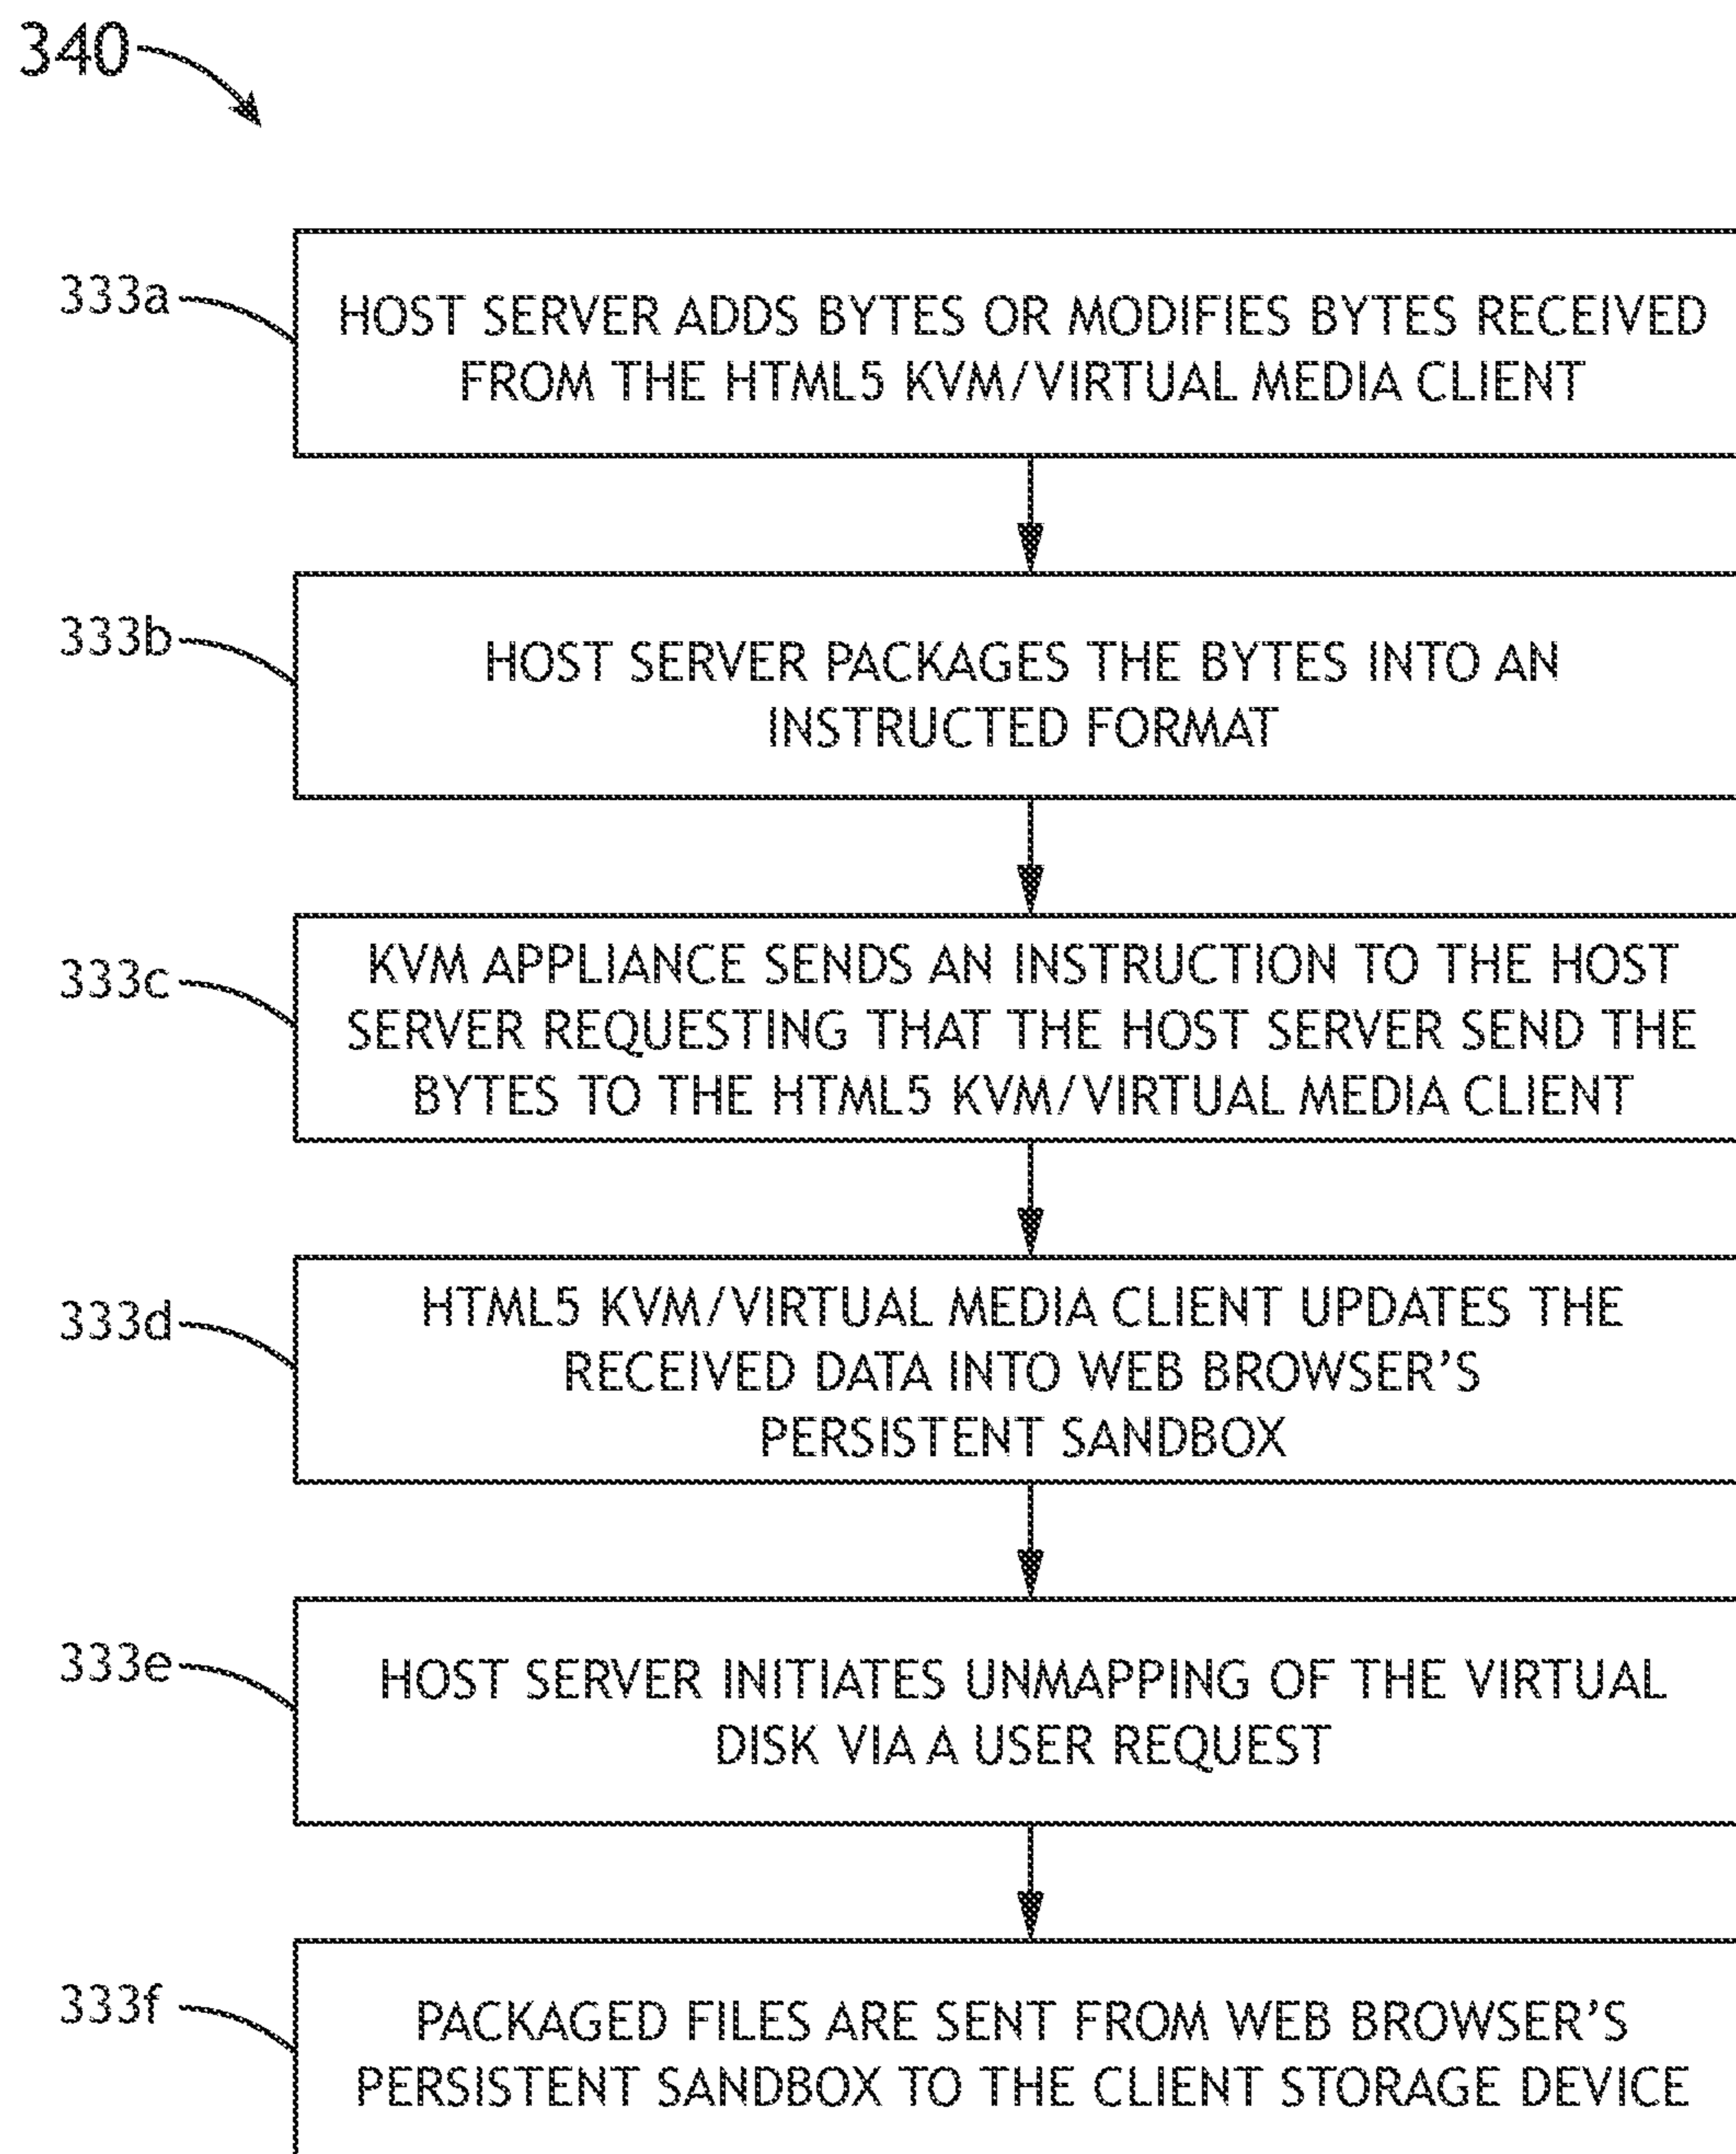 340
333a
HOST SERVER ADDS BYTES OR MODIFIES BYTES RECEIVED
FROM THE HTML5 KVM/VIRTUAL MEDIA CLIENT
333b
HOST SERVER PACKAGES THE BYTES INTO AN
INSTRUCTED FORMAT
333c
KVM APPLIANCE SENDS AN INSTRUCTION TO THE HOST
SERVER REQUESTING THAT THE HOST SERVER SEND THE
BYTES TO THE HTML5 KVM/VIRTUAL MEDIA CLIENT
333d
HTML5 KVM/VIRTUAL MEDIA CLIENT UPDATES THE
RECEIVED DATA INTO WEB BROWSER’S
PERSISTENT SANDBOX
333e
HOST SERVER INITIATES UNMAPPING OF THE VIRTUAL
DISK VIA A USER REQUEST
333f
PACKAGED FILES ARE SENT FROM WEB BROWSER’S
PERSISTENT SANDBOX TO THE CLIENT STORAGE DEVICE